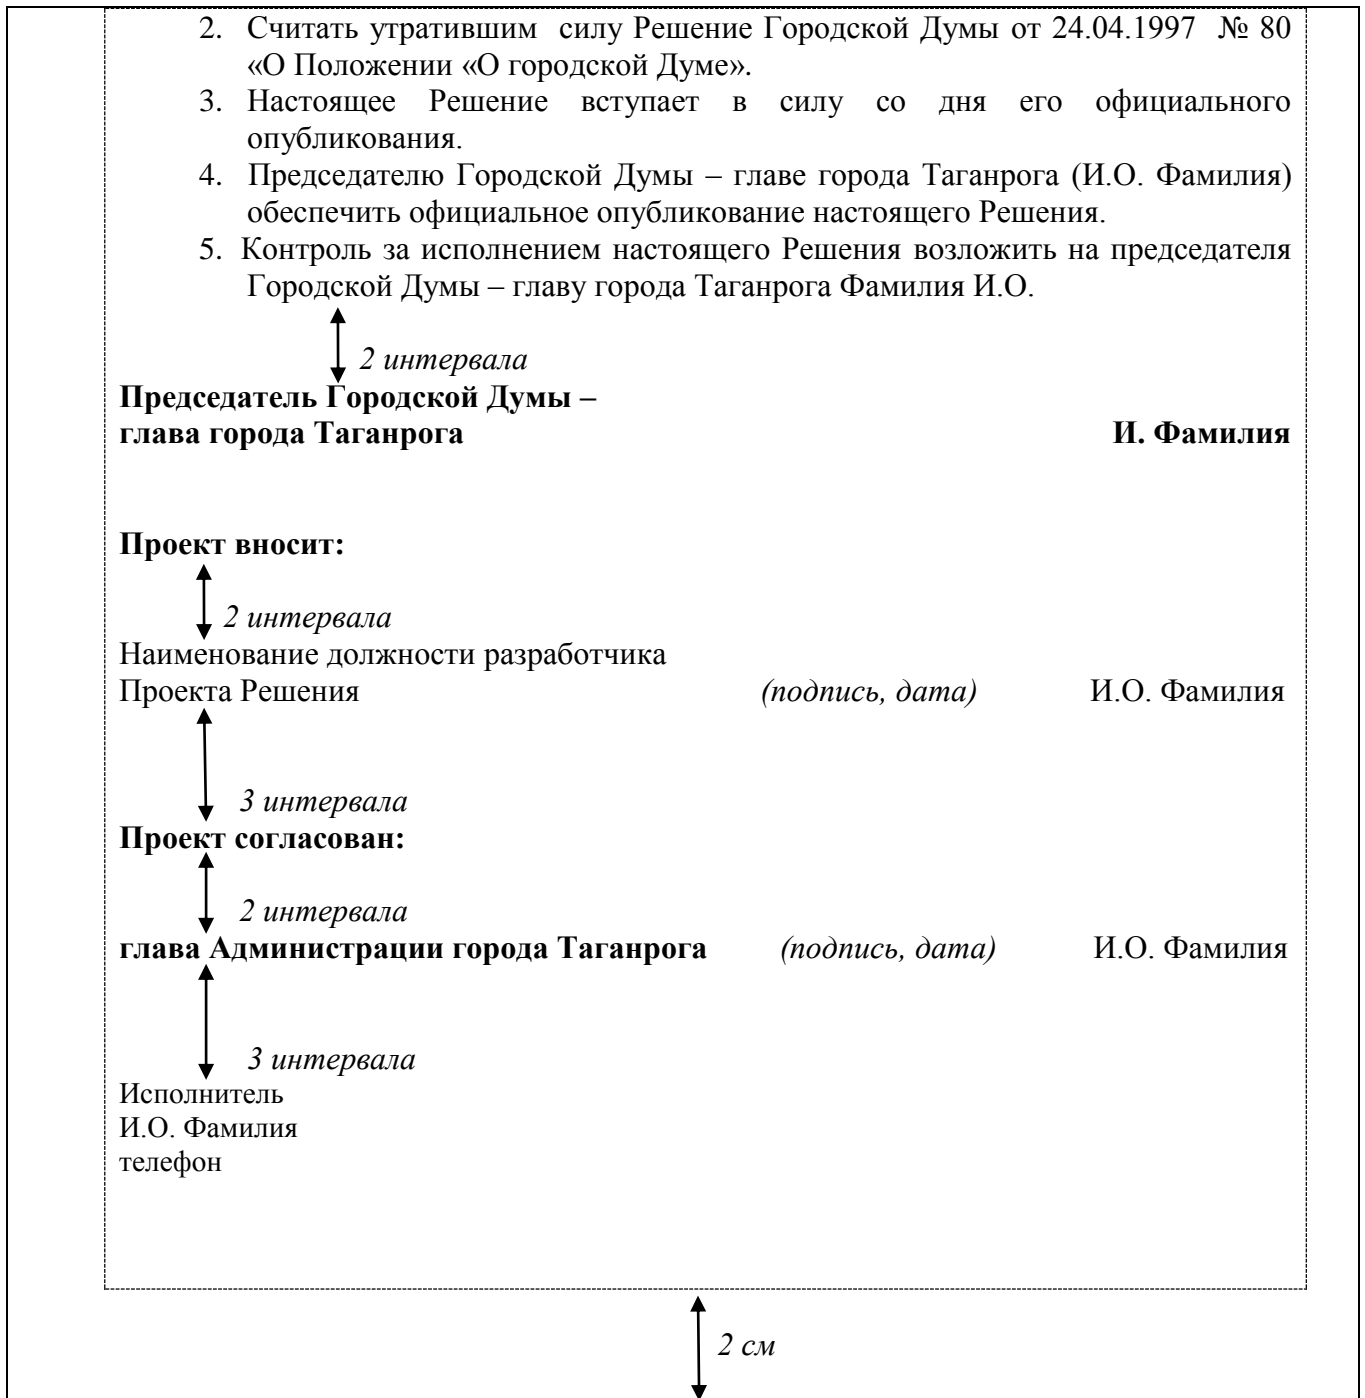 2. Считать утратившим силу Решение Городской Думы от 24.04.1997 № 80
«О Положении «О городской Думе».
3. Настоящее Решение вступает в силу со дня его официального
опубликования.
4. Председателю Городской Думы – главе города Таганрога (И.О. Фамилия)
обеспечить официальное опубликование настоящего Решения.
5. Контроль за исполнением настоящего Решения возложить на председателя
Городской Думы – главу города Таганрога Фамилия И.О.
2 интервала
Председатель Городской Думы –
глава города Таганрога И. Фамилия
Проект вносит:
2 интервала
Наименование должности разработчика
Проекта Решения (подпись, дата) И.О. Фамилия
3 интервала
Проект согласован:
2 интервала
глава Администрации города Таганрога (подпись, дата) И.О. Фамилия
3 интервала
Исполнитель
И.О. Фамилия
телефон
2 см